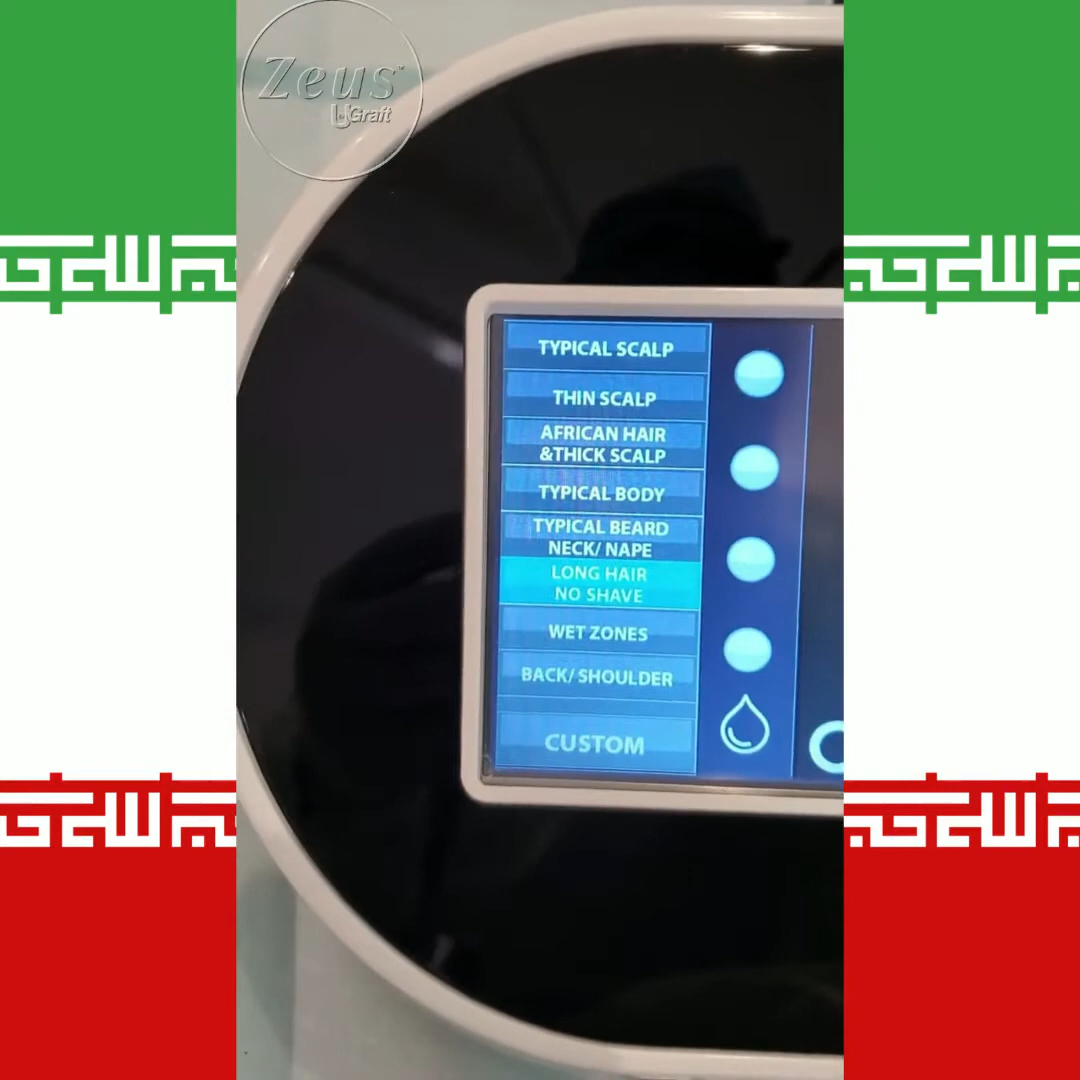 Zeus™
UGraft
TYPICAL SCALP
THIN SCALP
AFRICAN HAIR
&THICK SCALP
TYPICAL BODY
TYPICAL BEARD
NECK/ NAPE
LONG HAIR
NO SHAVE
WET ZONES
BACK/ SHOULDER
CUSTOM